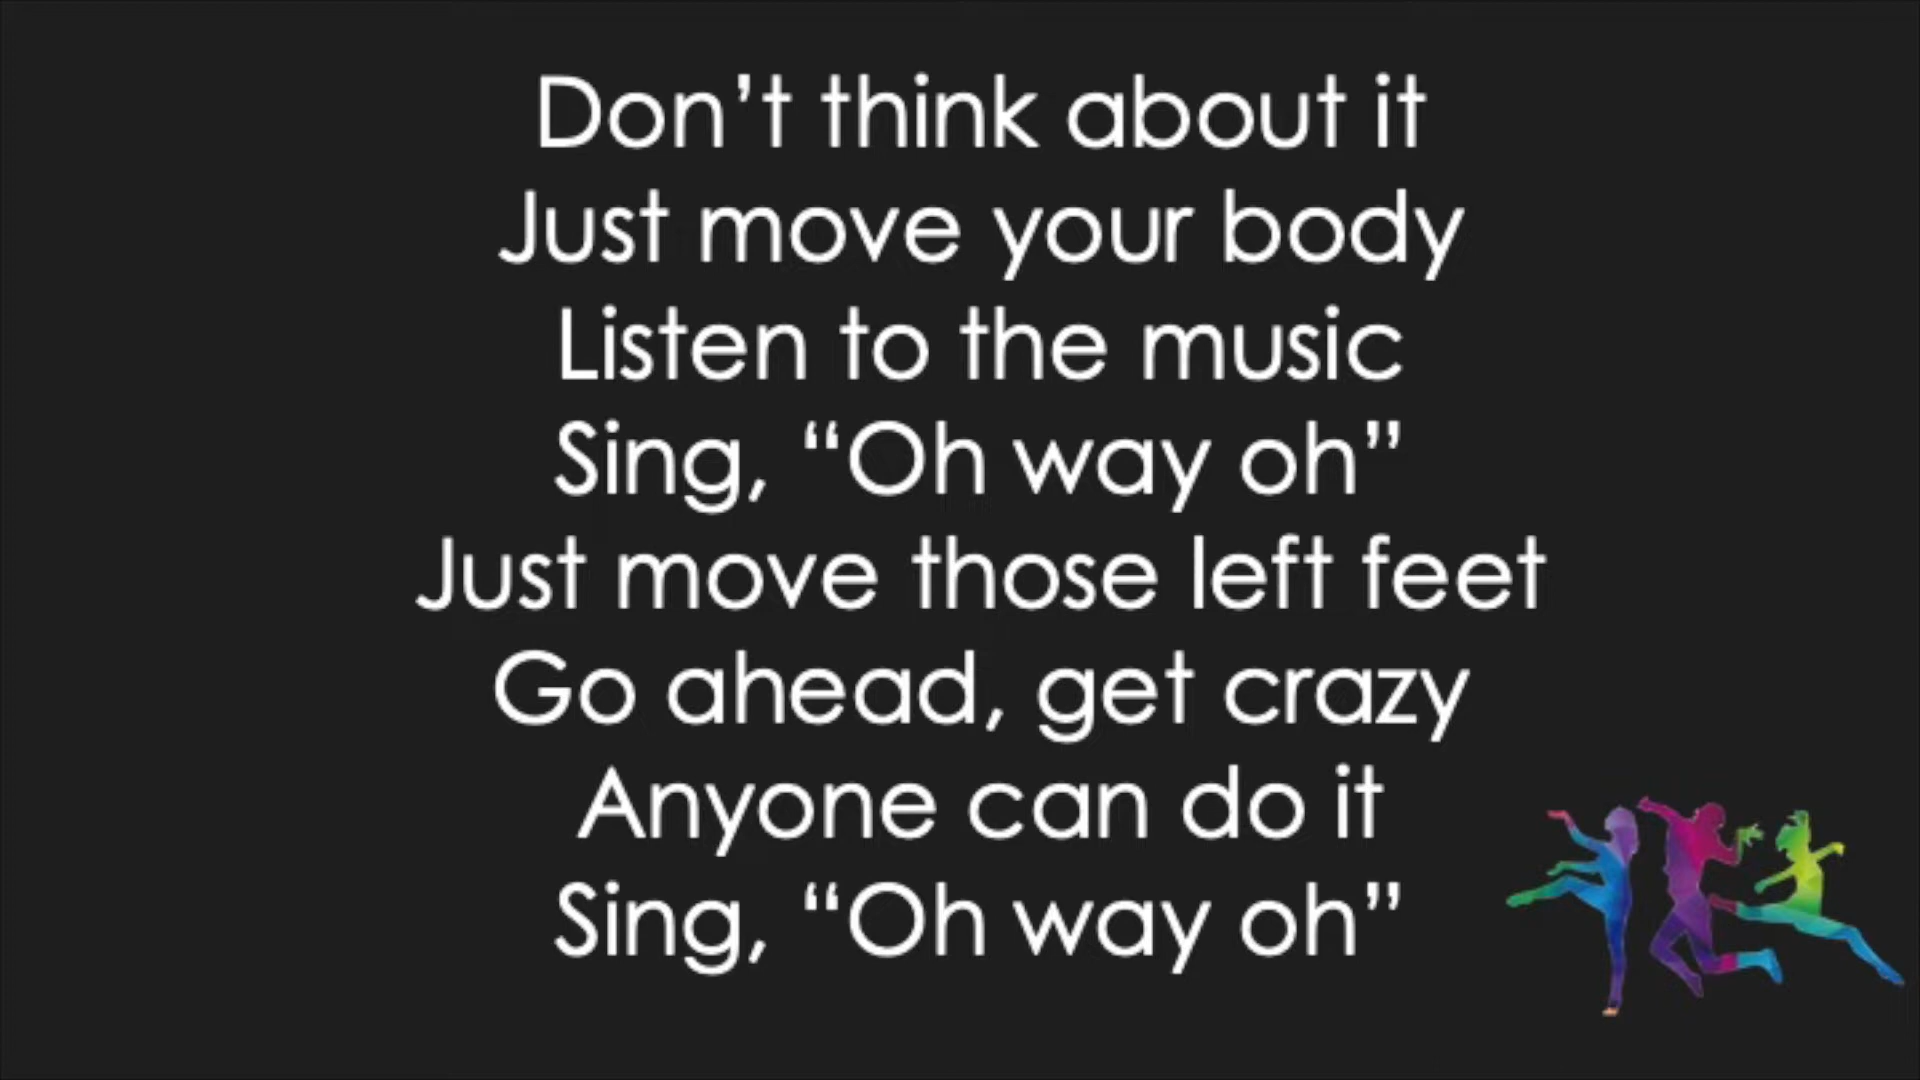 Don’t think about it
Just move your body
Listen to the music
Sing, “Oh way oh”
Just move those left feet
Go ahead, get crazy
Anyone can do it
Sing, “Oh way oh”